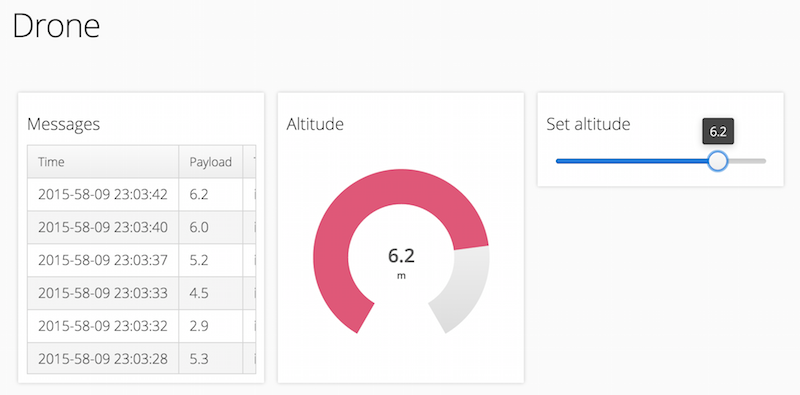 Drone
Messages
Time Payload
2015-58-09 23:03:42 6.2
2015-58-09 23:03:40 6.0
2015-58-09 23:03:37 5.2
2015-58-09 23:03:33 4.5
2015-58-09 23:03:32 2.9
2015-58-09 23:03:28 5.3
Altitude
6.2
m
Set altitude
6.2